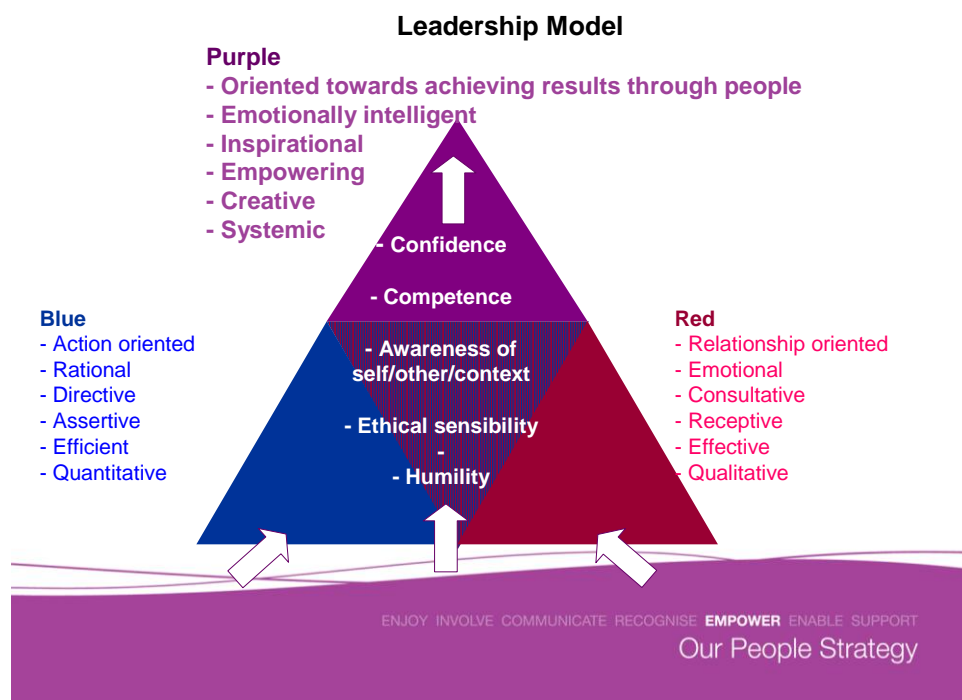 Leadership Model
Purple
- Oriented towards achieving results through people
- Emotionally intelligent
- Inspirational
- Empowering
- Creative
- Systemic
- Confidence
- Competence
Blue
- Action oriented
- Rational
- Directive
- Assertive
- Efficient
- Quantitative
- Awareness of
self/other/context
- Ethical sensibility
-
- Humility
Red
- Relationship oriented
- Emotional
- Consultative
- Receptive
- Effective
- Qualitative
ENJOY INVOLVE COMMUNICATE RECOGNISE EMPOWER ENABLE SUPPORT
Our People Strategy